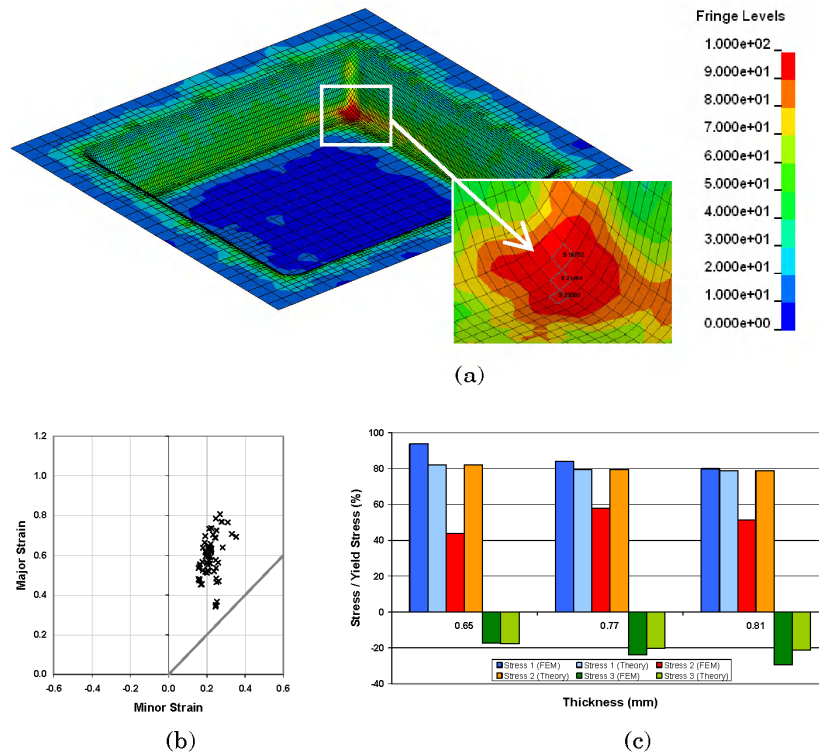 Fringe Levels
1.000e+02
9.000e+01
8.000e+01
7.000e+01
6.000e+01
5.000e+01
4.000e+01
3.000e+01
2.000e+01
1.000e+01
0.000e+00
(a)
1.2
1.0
0.8
0.6
0.4
0.2
0.0
-0.6 -0.4 -0.2 0.0 0.2 0.4 0.6
Major Strain
Minor Strain
(b)
100
80
60
40
20
0
-20
-40
Stress / Yield Stress (%)
0.65 0.77 0.81
Stress 1 (FEM) Stress 1 (Theory) Stress 2 (FEM)
Stress 2 (Theory) Stress 3 (FEM) Stress 3 (Theory)
Thickness (mm)
(c)